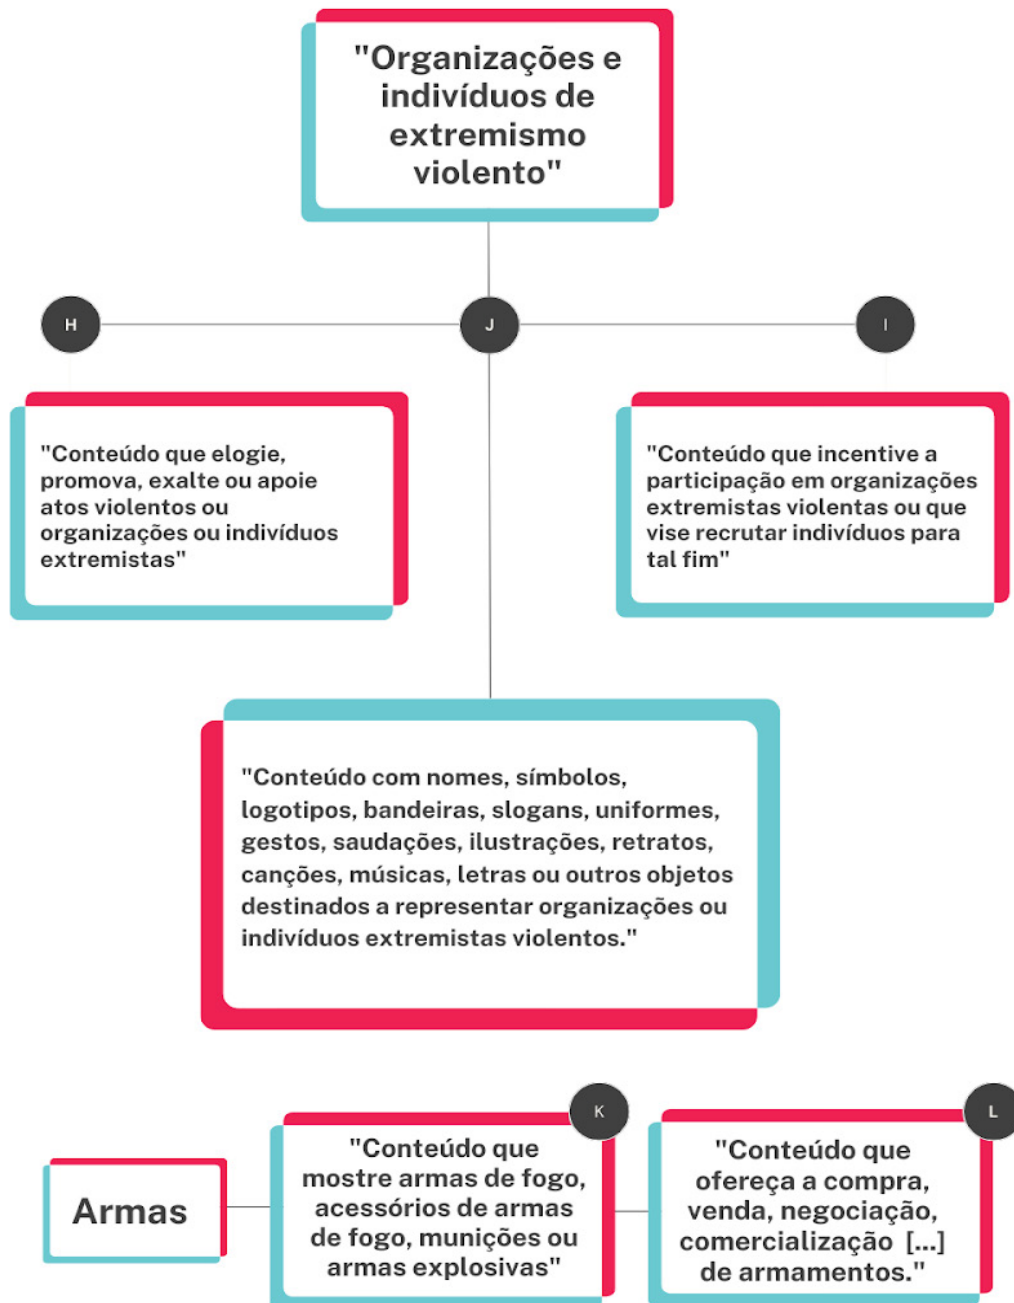 "Organizações e
indivíduos de
extremismo
violento"
H
J
I
"Conteúdo que elogie,
promova, exalte ou apoie
atos violentos ou
organizações ou indivíduos
extremistas"
"Conteúdo que incentive a
participação em organizações
extremistas violentas ou que
vise recrutar indivíduos para
tal fim"
"Conteúdo com nomes, símbolos,
logotipos, bandeiras, slogans, uniformes,
gestos, saudações, ilustrações, retratos,
canções, músicas, letras ou outros objetos
destinados a representar organizações ou
indivíduos extremistas violentos."
Armas
K
"Conteúdo que
mostre armas de fogo,
acessórios de armas
de fogo, munições ou
armas explosivas"
L
"Conteúdo que
ofereça a compra,
venda, negociação,
comercialização [...]
de armamentos."